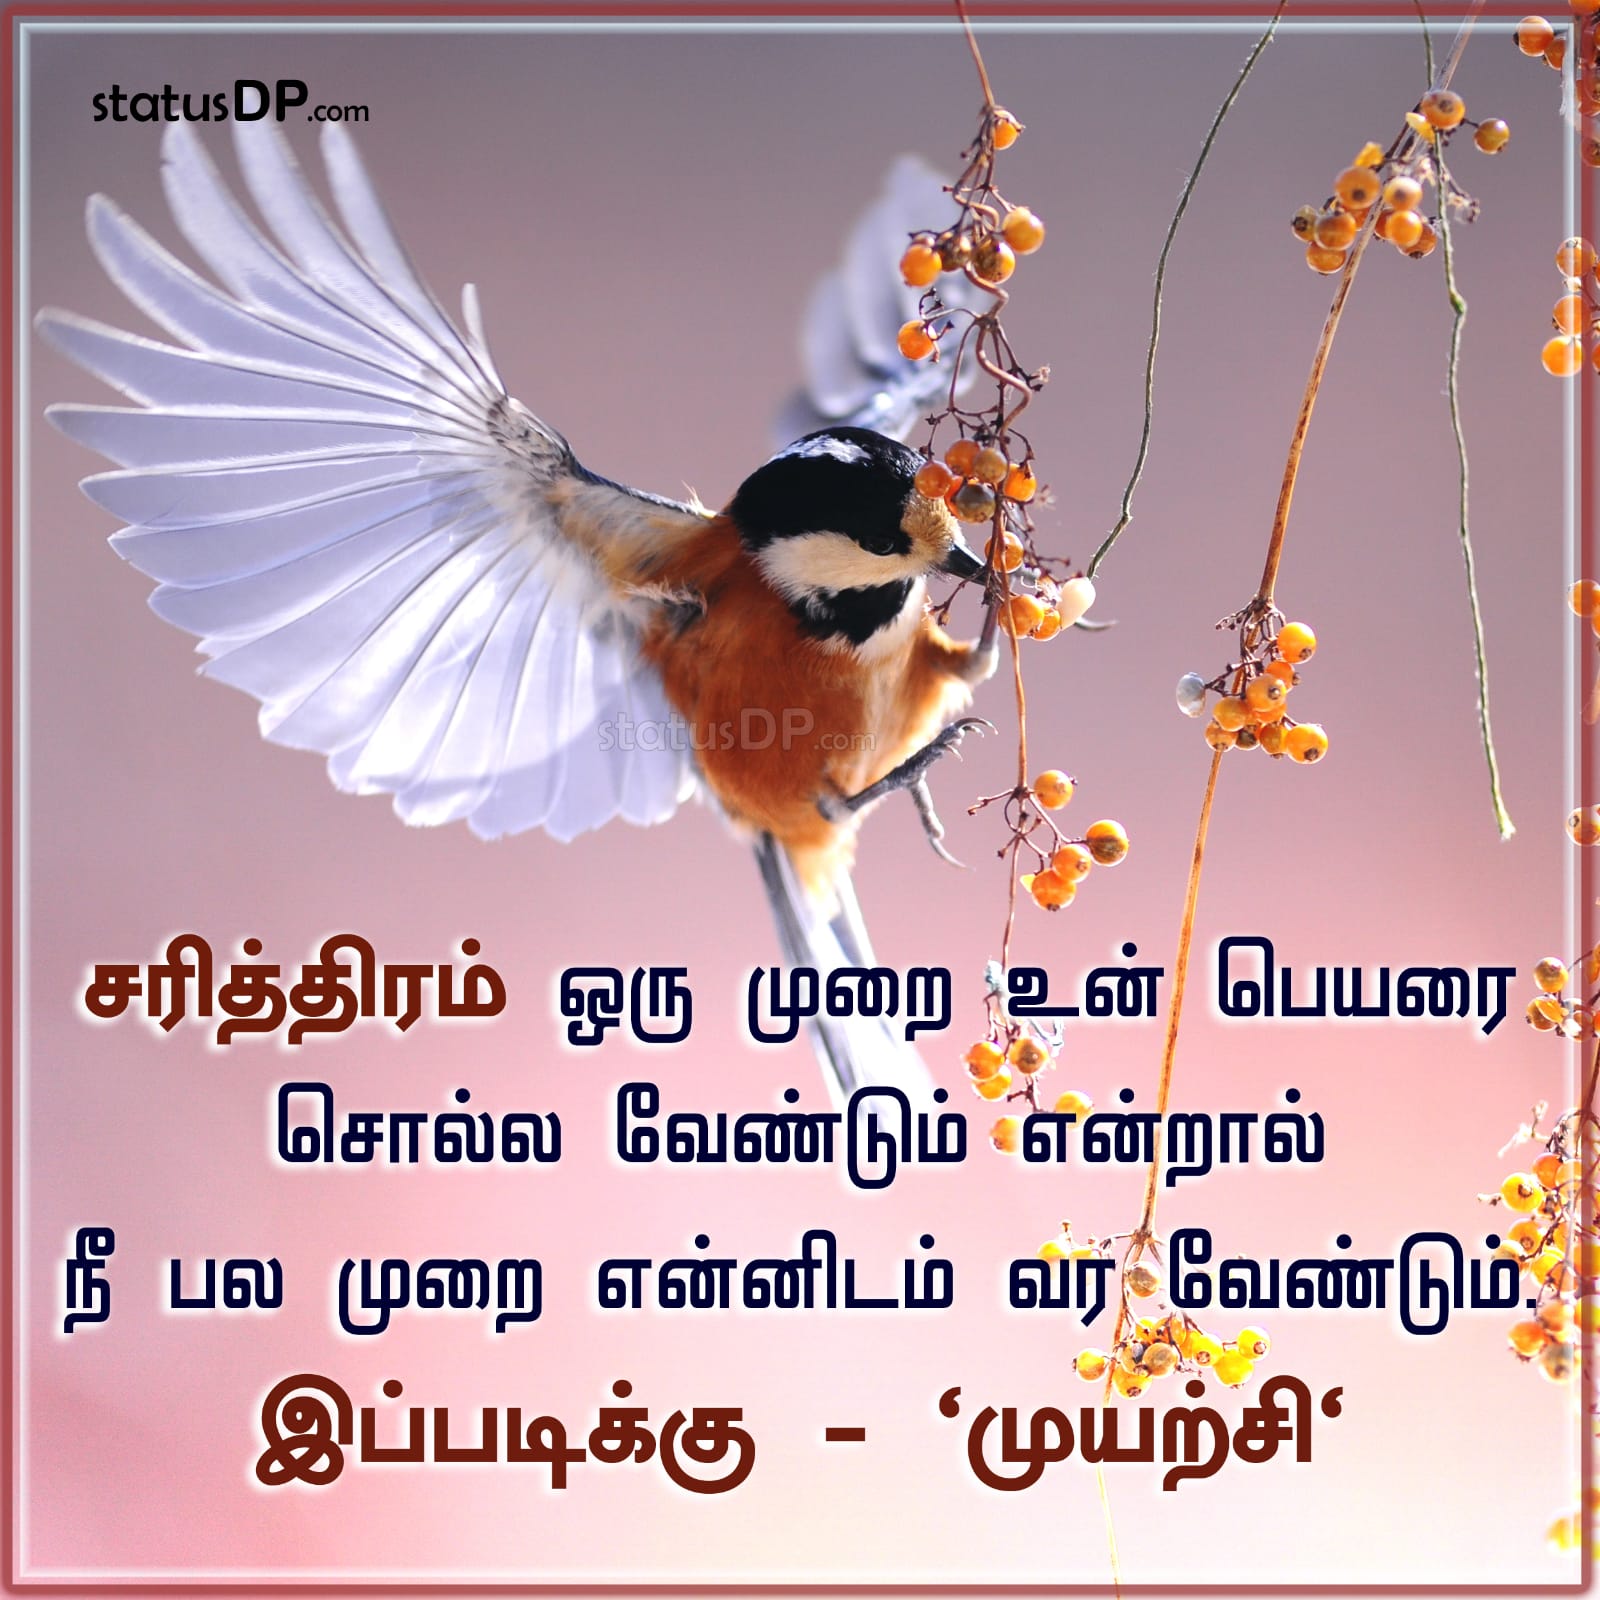 statusDP.com
statusDP.com
சரித்திரம் ஒரு முறை உன் பெயரை
சொல்ல வேண்டும் என்றால்
நீ பல முறை என்னிடம் வர வேண்டும்.
இப்படிக்கு - ‘முயற்சி‘